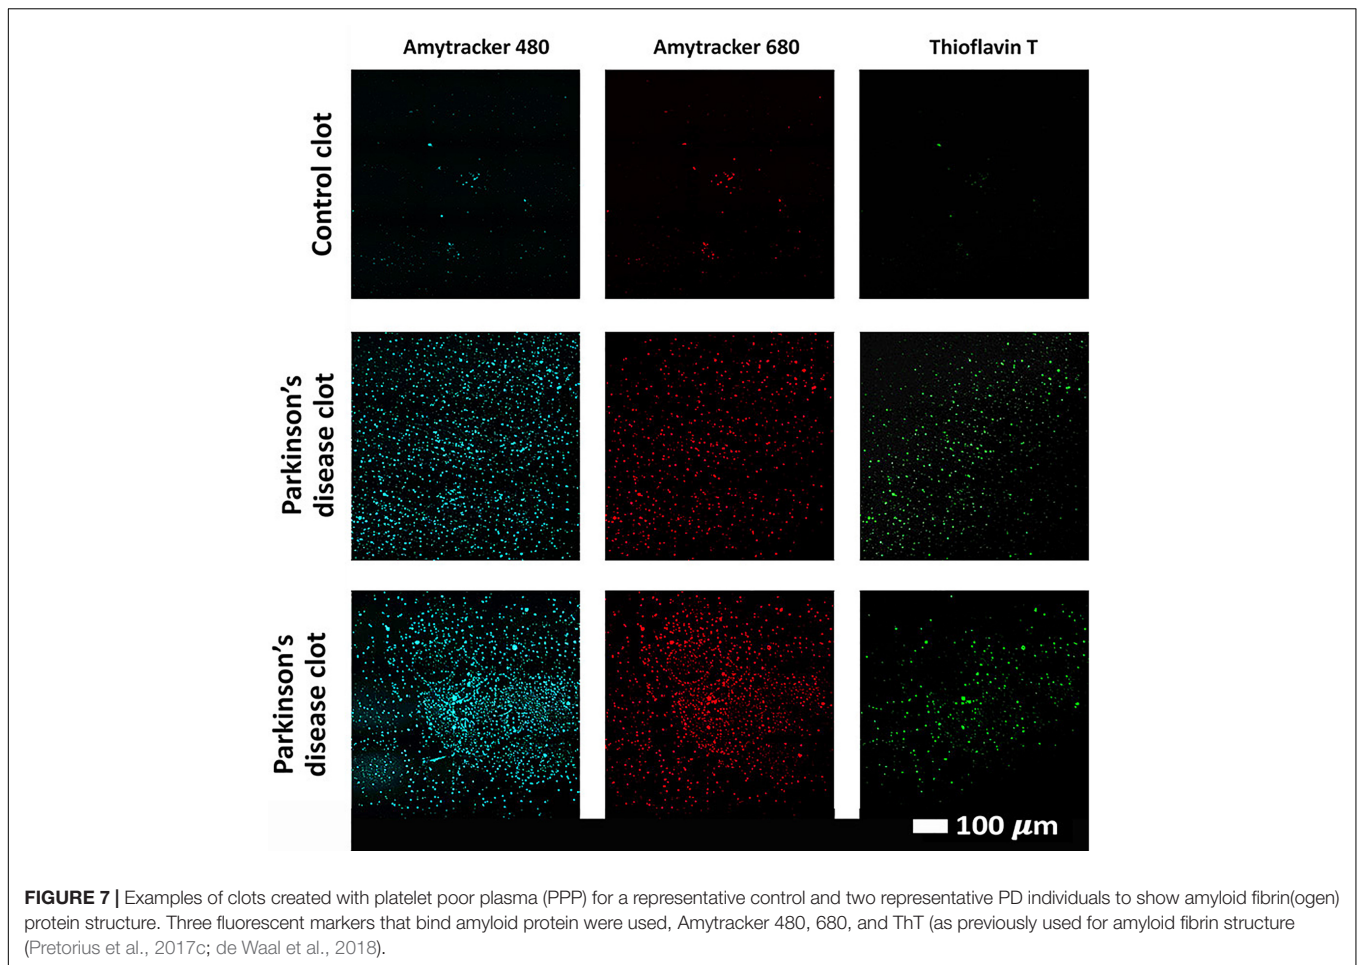 Amytracker 480
Amytracker 680
Thioflavin T
Control clot
Parkinson's
disease clot
Parkinson's
disease clot
100 µm
FIGURE 7 | Examples of clots created with platelet poor plasma (PPP) for a representative control and two representative PD individuals to show amyloid fibrin(ogen)
protein structure. Three fluorescent markers that bind amyloid protein were used, Amytracker 480, 680, and ThT (as previously used for amyloid fibrin structure
(Pretorius et al., 2017c; de Waal et al., 2018).